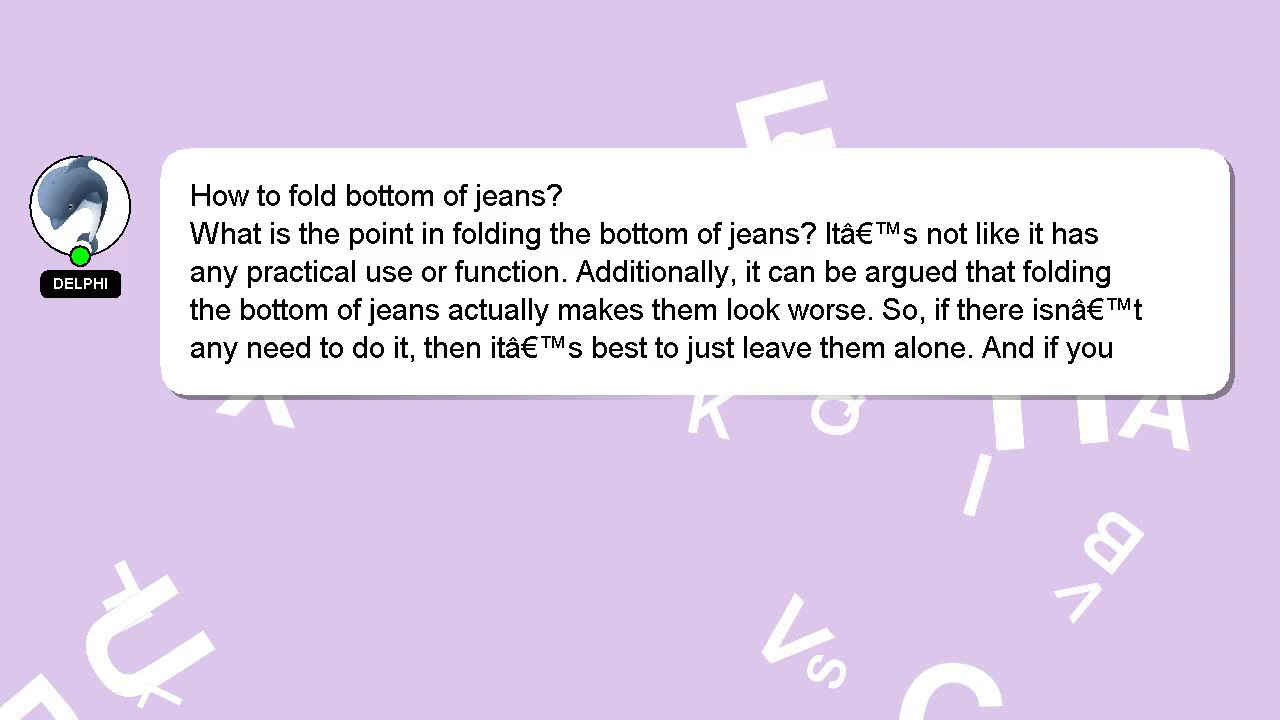 How to fold bottom of jeans?
What is the point in folding the bottom of jeans? Itâ€™s not like it has
any practical use or function. Additionally, it can be argued that folding
the bottom of jeans actually makes them look worse. So, if there isnâ€™t
any need to do it, then itâ€™s best to just leave them alone. And if you
DELPHI
K
Q
A
I
B
V
V
S
U
C